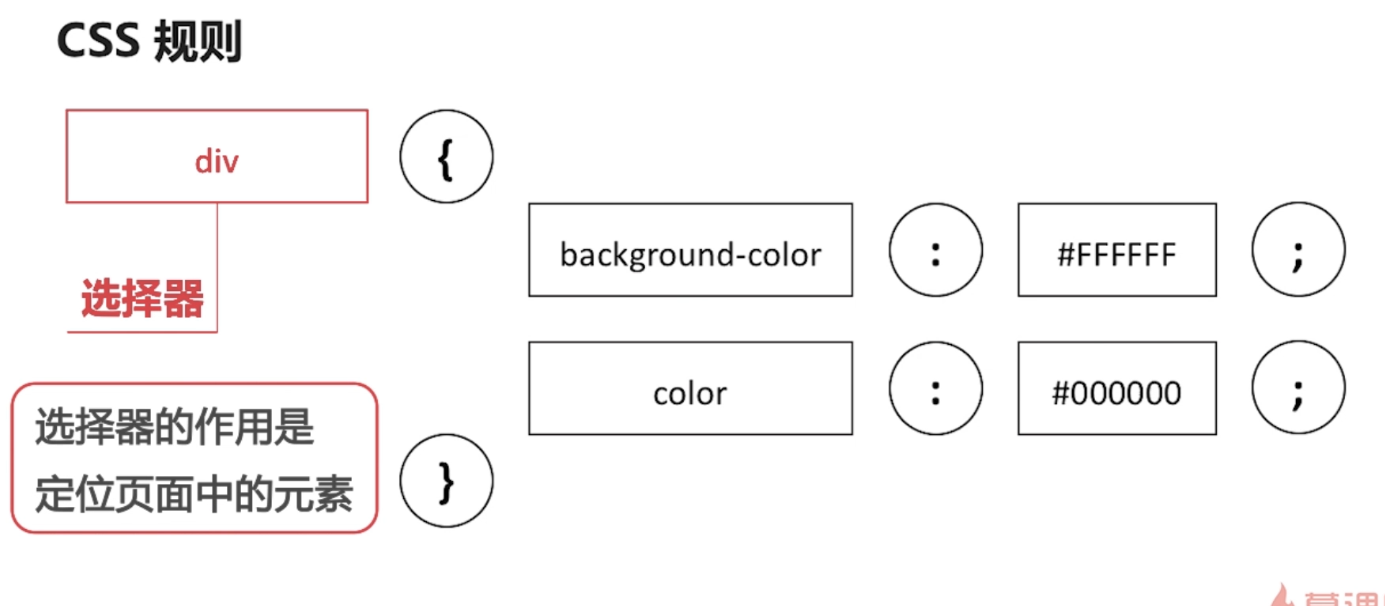 CSS 规则
div {
background-color : #FFFFFF ;
选择器
color : #000000 ;
选择器的作用是
定位页面中的元素
}